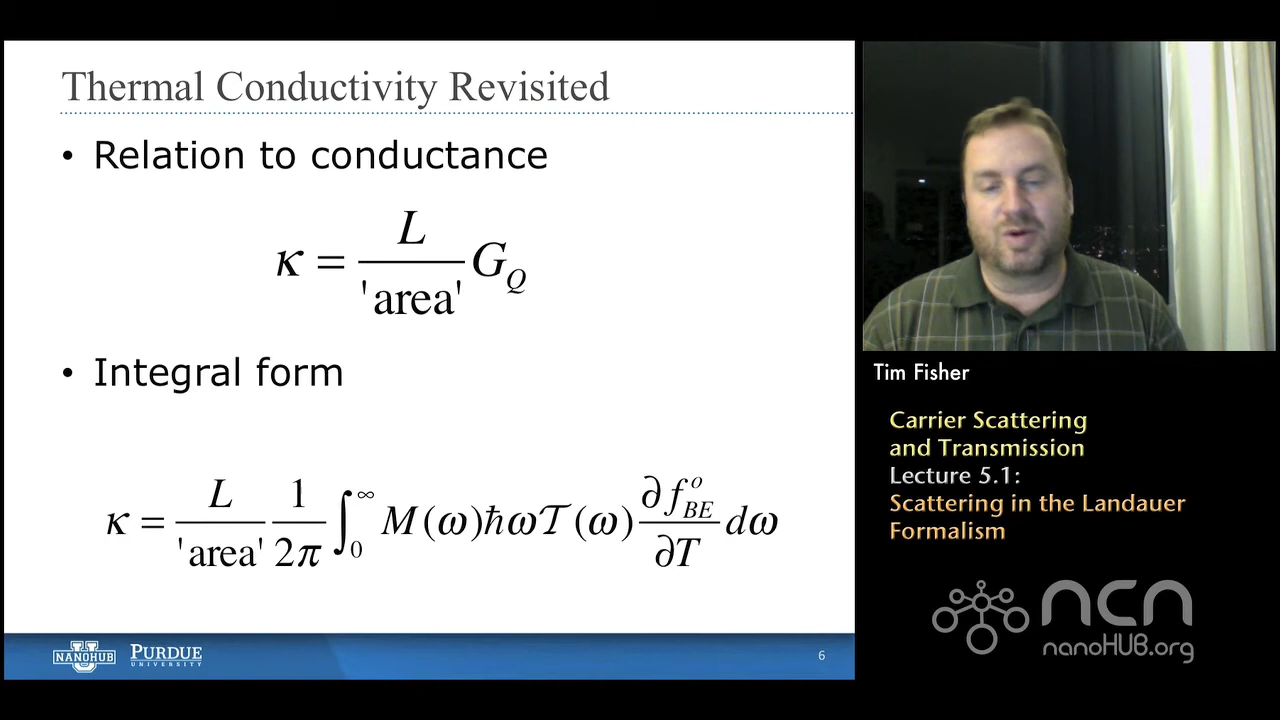 Thermal Conductivity Revisited
• Relation to conductance
κ = L / 'area' G_Q
• Integral form
κ = L / 'area' 1 / 2π ∫_0^∞ M(ω)ħω𝒯(ω) ∂f_BE^o / ∂T dω
NANOHUB
U
PURDUE
UNIVERSITY
6
Tim Fisher
Carrier Scattering
and Transmission
Lecture 5.1:
Scattering in the Landauer
Formalism
ncn
nanoHUB.org